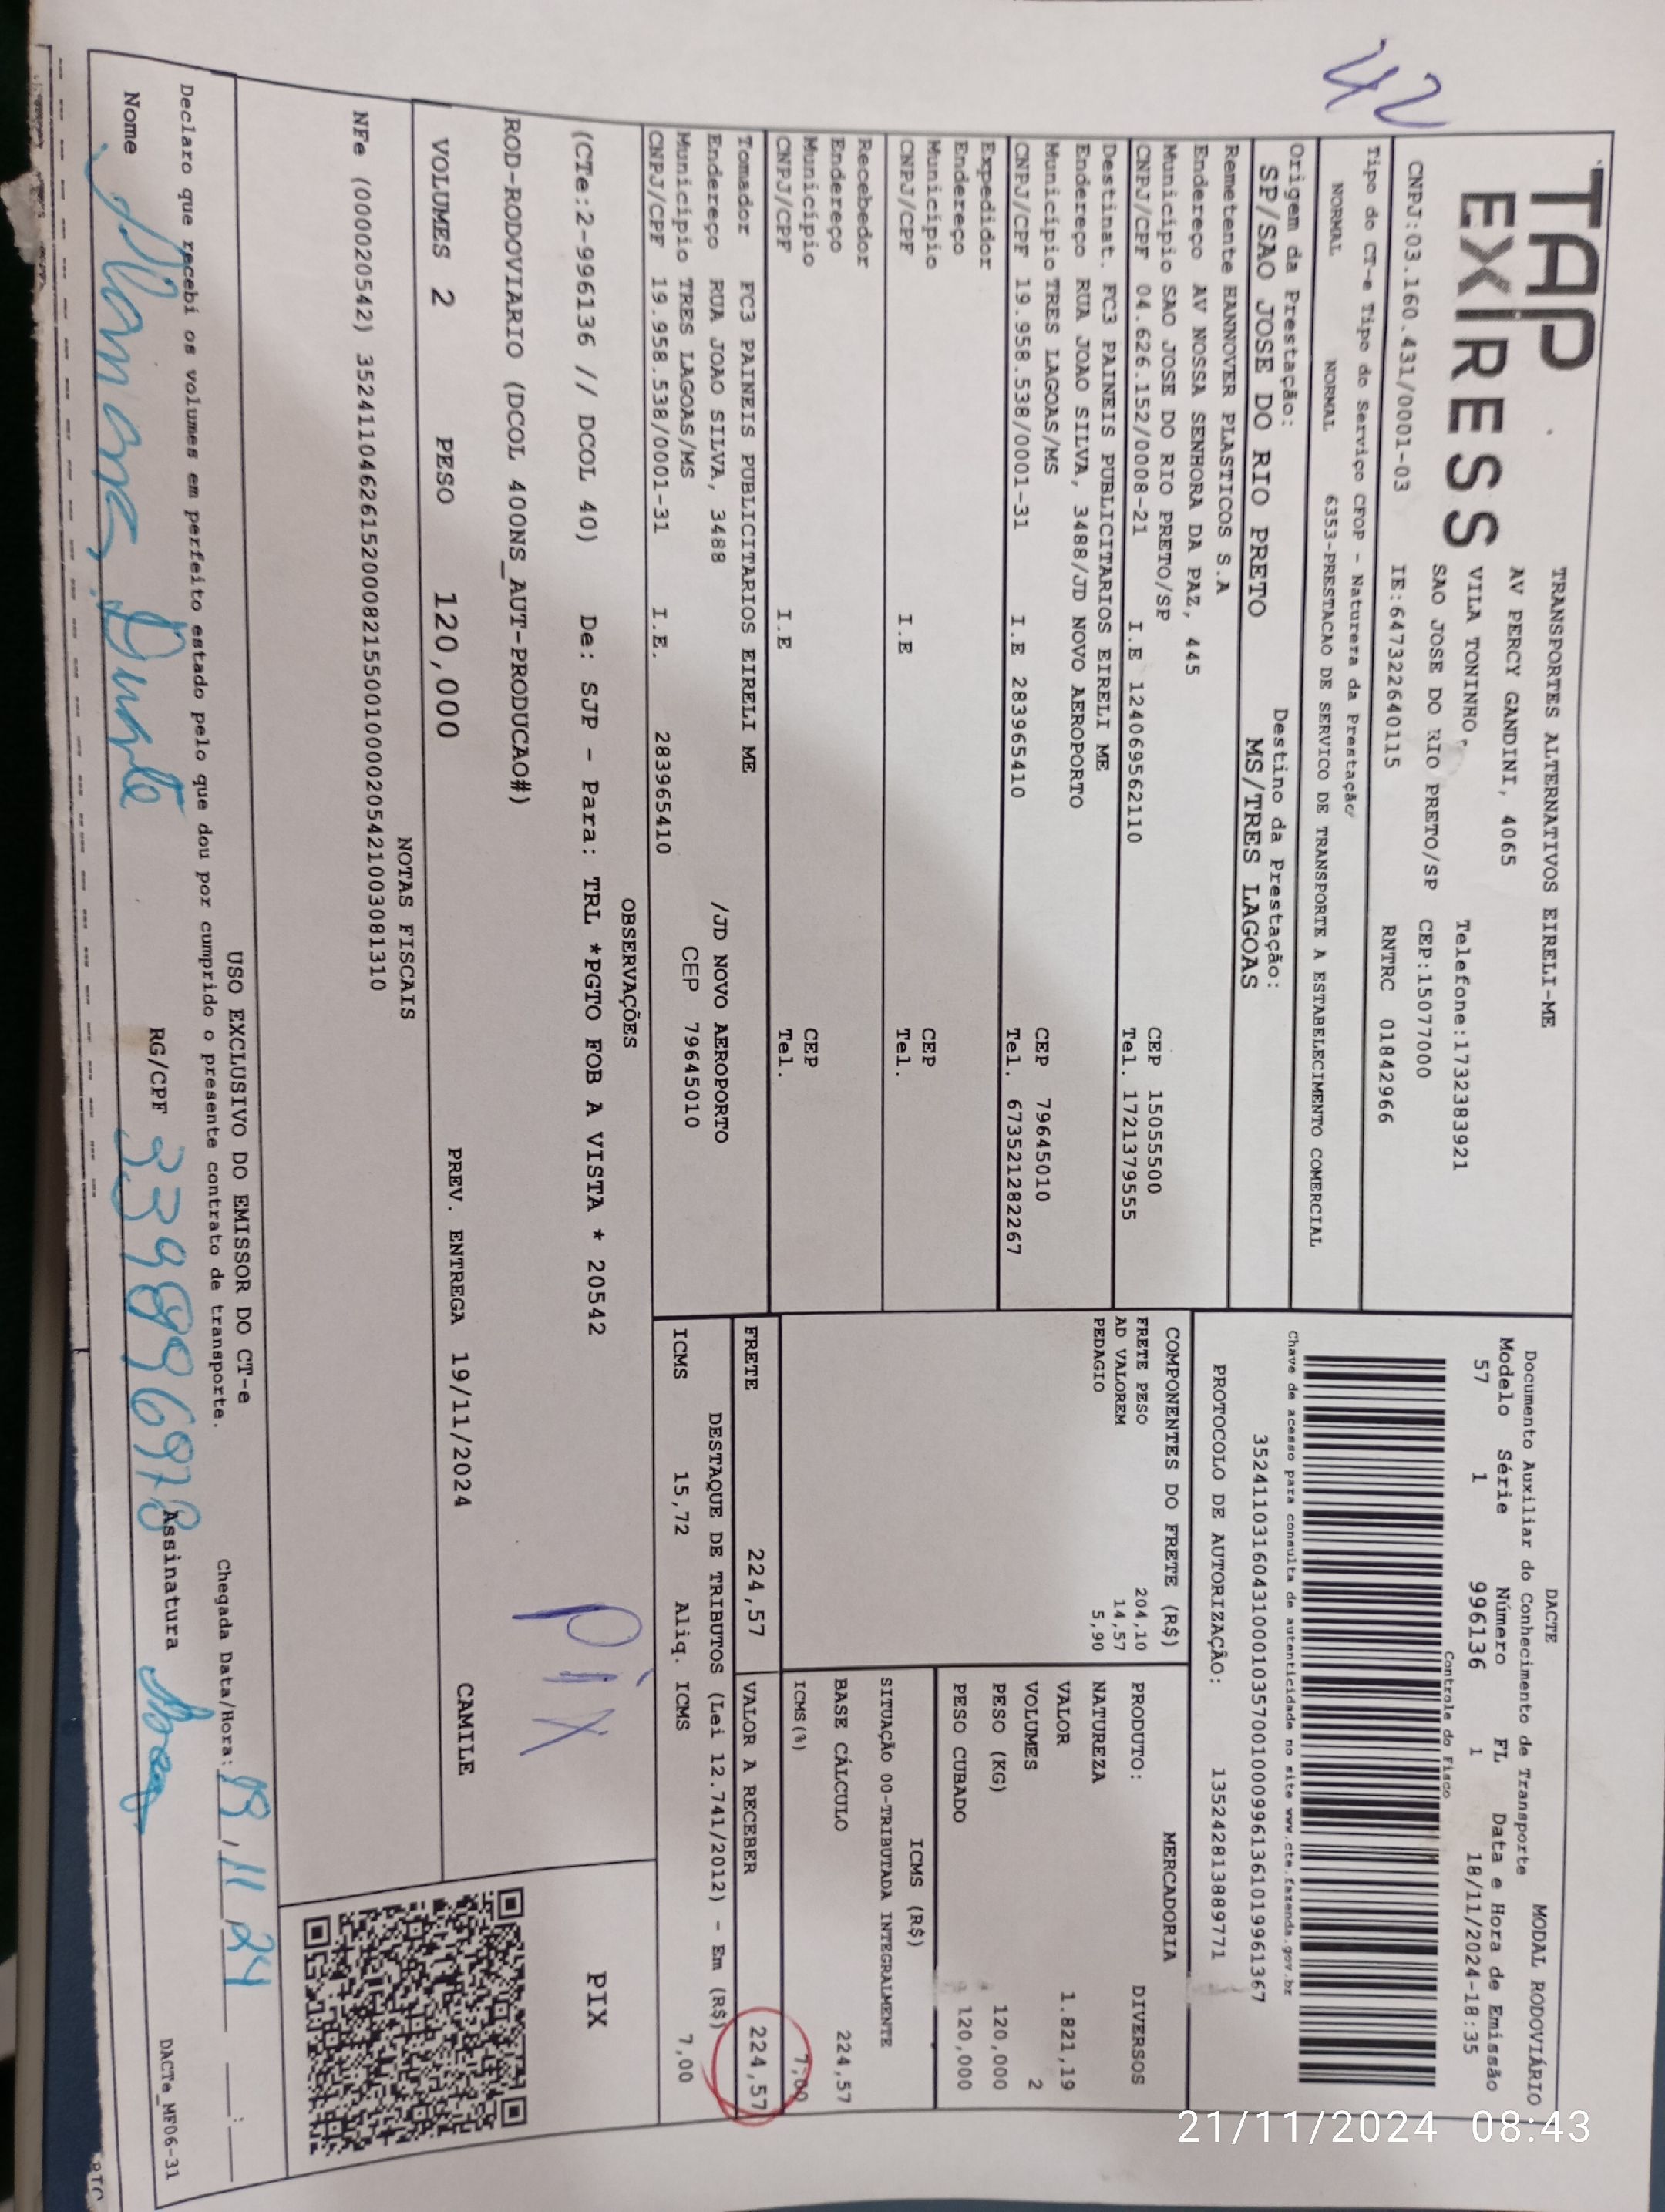 42
TAP EXPRESS
TRANSPORTES ALTERNATIVOS EIRELI-ME
AV PERCY GANDINI, 4065
VILA TONINHO, Telefone:1732383921
SAO JOSE DO RIO PRETO/SP CEP:15077000
CNPJ:03.160.431/0001-03 IE:647322640115 RNTRC 01842966
Tipo do CT-e Tipo do Serviço CFOP - Natureza da Prestação
NORMAL NORMAL 6353-PRESTACAO DE SERVICO DE TRANSPORTE A ESTABELECIMENTO COMERCIAL
Origem da Prestação: Destino da Prestação:
SP/SAO JOSE DO RIO PRETO MS/TRES LAGOAS
Remetente HANNOVER PLASTICOS S.A
Endereço AV NOSSA SENHORA DA PAZ, 445
Município SAO JOSE DO RIO PRETO/SP CEP 15055500
CNPJ/CPF 04.626.152/0008-21 I.E 124069562110 Tel. 1721379555
Destinat. FC3 PAINEIS PUBLICITARIOS EIRELI ME
Endereço RUA JOAO SILVA, 3488/JD NOVO AEROPORTO
Município TRES LAGOAS/MS CEP 79645010
CNPJ/CPF 19.958.538/0001-31 I.E 283965410 Tel. 673521282267
Expedidor
Endereço
Município CEP
CNPJ/CPF I.E Tel.
Recebedor
Endereço
Município CEP
CNPJ/CPF I.E Tel.
Tomador FC3 PAINEIS PUBLICITARIOS EIRELI ME
Endereço RUA JOAO SILVA, 3488 /JD NOVO AEROPORTO
Município TRES LAGOAS/MS CEP 79645010
CNPJ/CPF 19.958.538/0001-31 I.E. 283965410
DACTE MODAL RODOVIÁRIO
Documento Auxiliar do Conhecimento de Transporte
Modelo Série Número FL Data e Hora de Emissão
57 1 996136 1 18/11/2024-18:35
Controle do Fisco
Chave de acesso para consulta de autenticidade no site www.cte.fazenda.gov.br
35241103160431000103570010009961361019961367
PROTOCOLO DE AUTORIZAÇÃO: 135242813889771
COMPONENTES DO FRETE (R$)
FRETE PESO 204,10
AD VALOREM 14,57
PEDAGIO 5,90
MERCADORIA
PRODUTO: DIVERSOS
NATUREZA
VALOR 1.821,19
VOLUMES 2
PESO (KG) 120,000
PESO CUBADO 120,000
ICMS (R$)
SITUAÇÃO 00-TRIBUTADA INTEGRALMENTE
BASE CÁLCULO 224,57
ICMS(%) 7,00
FRETE 224,57 VALOR A RECEBER 224,57
DESTAQUE DE TRIBUTOS (Lei 12.741/2012) - Em (R$)
ICMS 15,72 Aliq. ICMS 7,00
OBSERVAÇÕES
(CTe:2-996136 // DCOL 40) De: SJP - Para: TRL *PGTO FOB A VISTA * 20542
ROD-RODOVIARIO (DCOL 400NS_AUT-PRODUCAO#)
PIX
PIX
VOLUMES 2 PESO 120,000 PREV. ENTREGA 19/11/2024 CAMILE
NOTAS FISCAIS
NFe (000020542) 35241104626152000821550010000205421003081310
USO EXCLUSIVO DO EMISSOR DO CT-e
Declaro que recebi os volumes em perfeito estado pelo que dou por cumprido o presente contrato de transporte.
Chegada Data/Hora: 19/11/24 __:__
Nome RG/CPF Assinatura
DACTe_MF06-31
21/11/2024 08:43